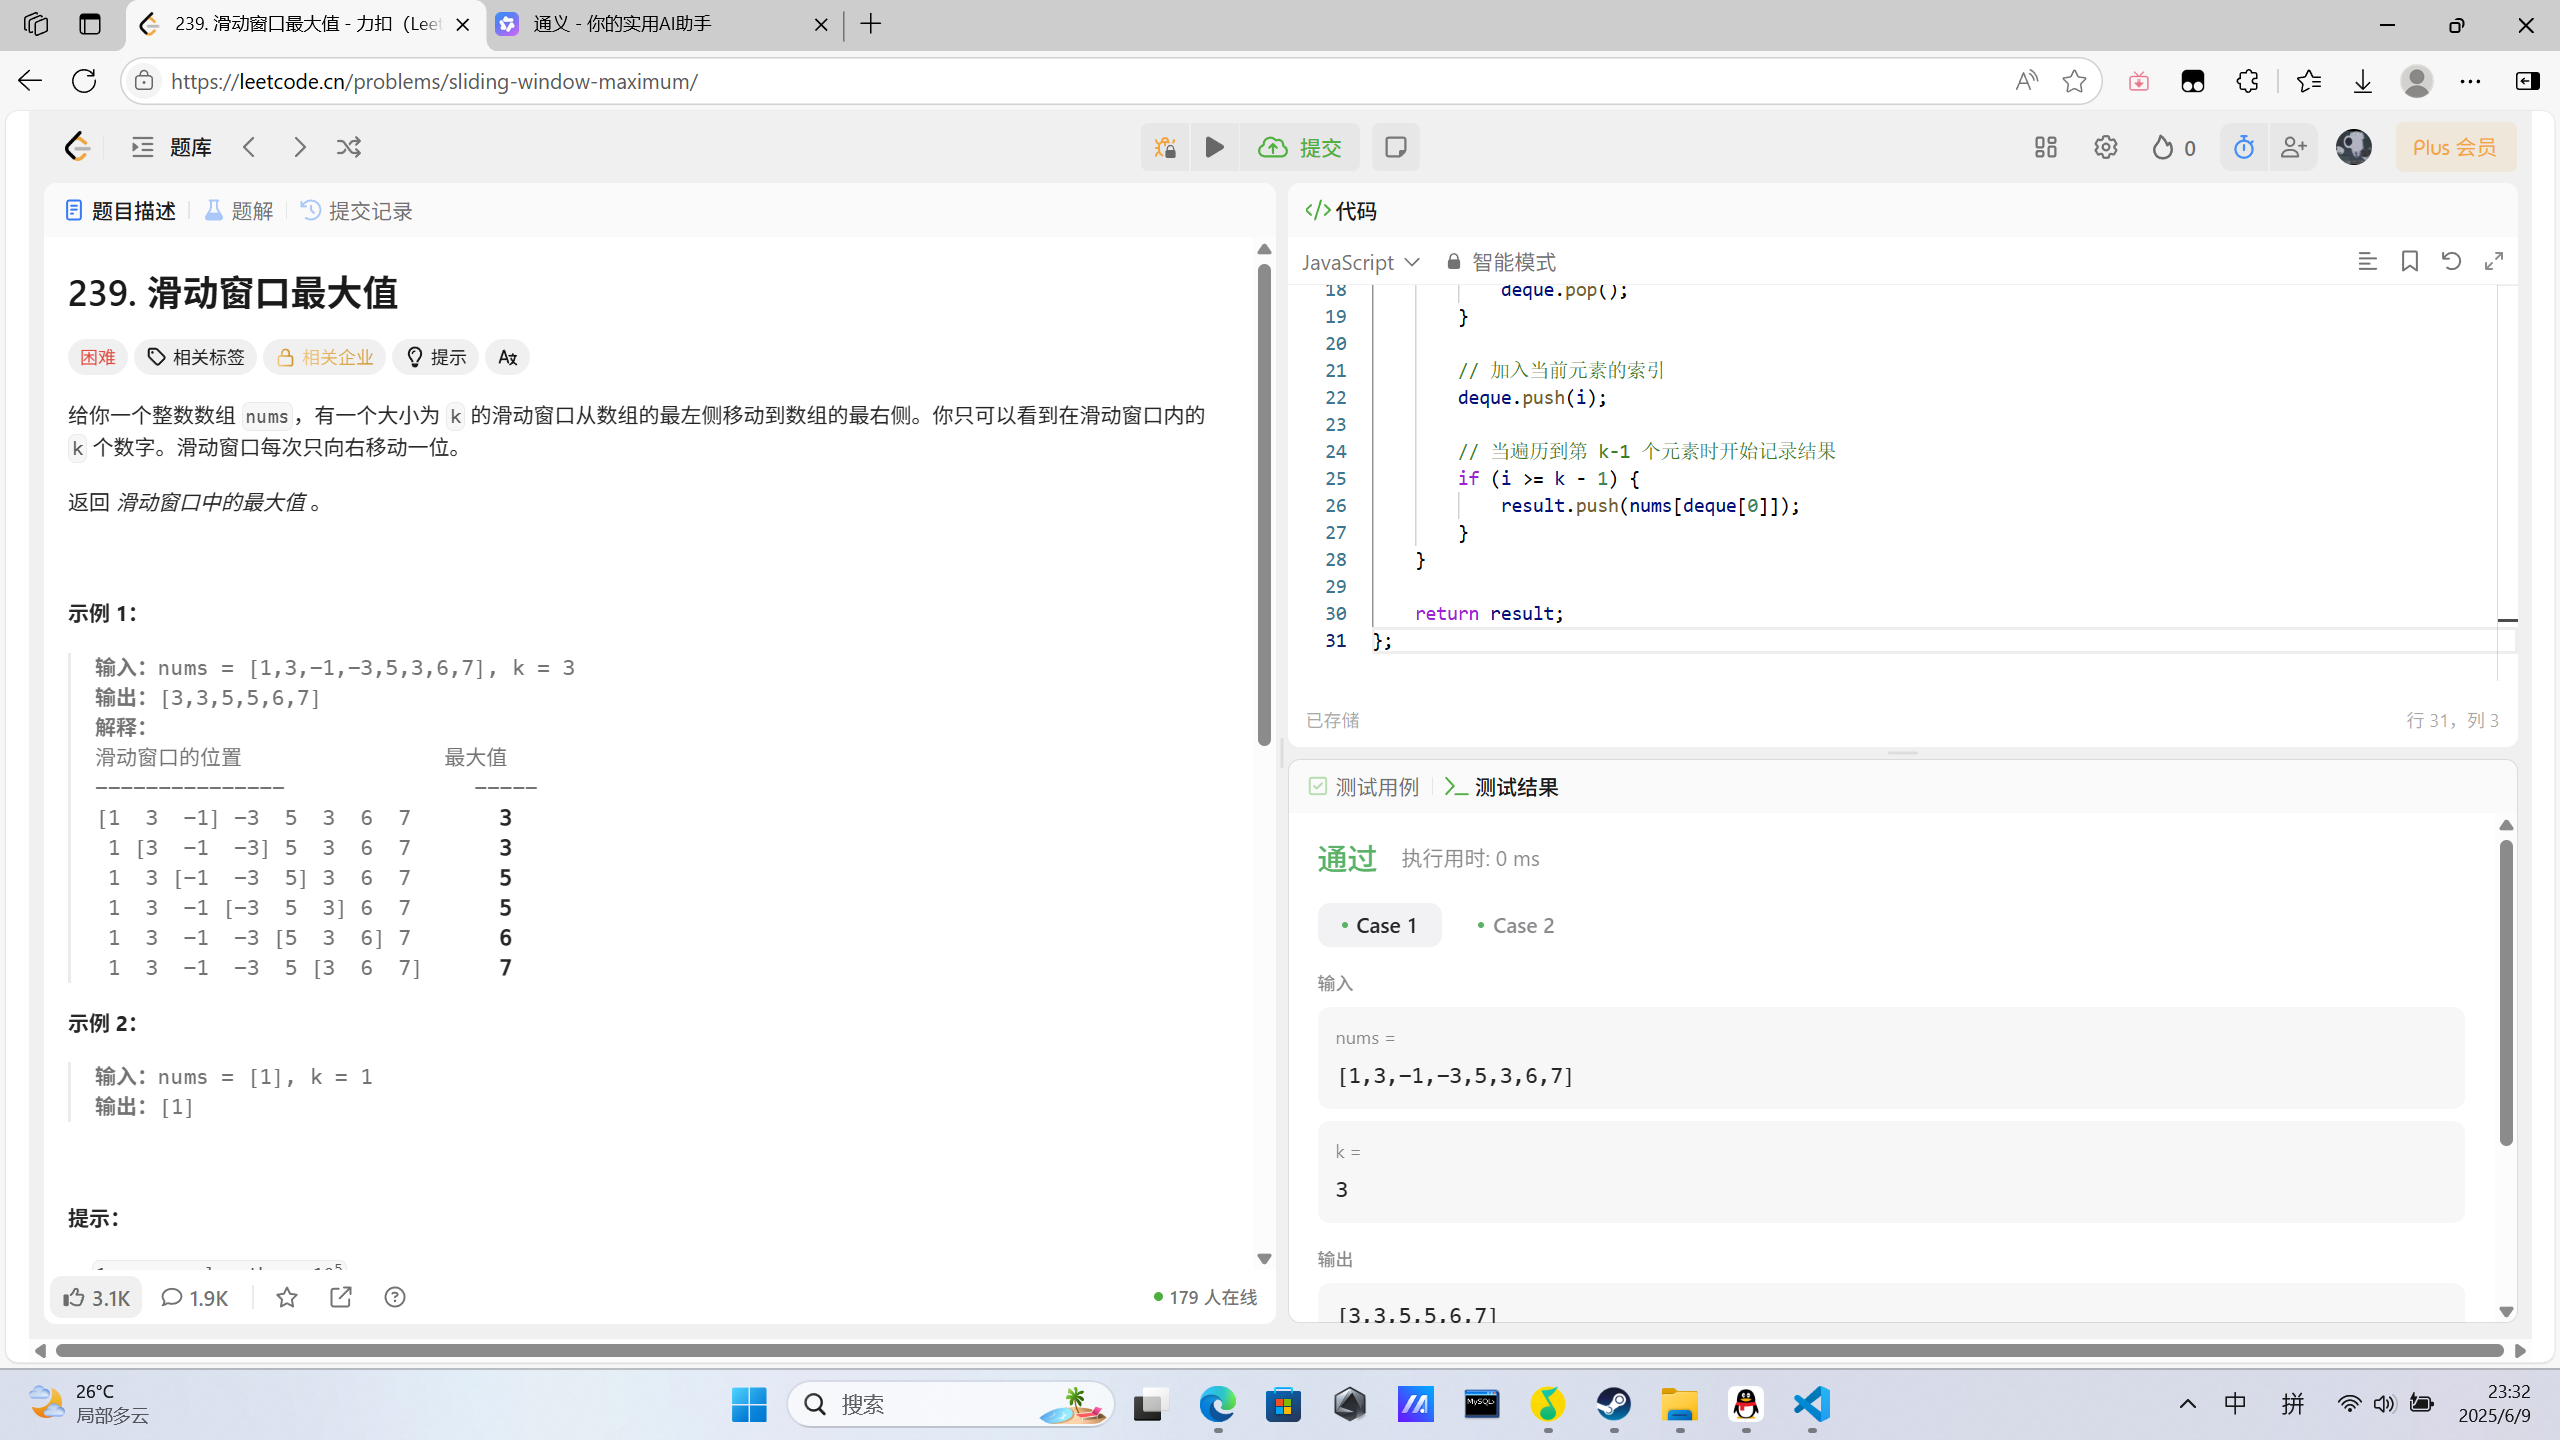 239. 滑动窗口最大值 - 力扣（Leet
通义 - 你的实用AI助手
https://leetcode.cn/problems/sliding-window-maximum/
题库
提交
0
Plus 会员
题目描述
题解
提交记录
239. 滑动窗口最大值
困难
相关标签
相关企业
提示
给你一个整数数组 nums，有一个大小为 k 的滑动窗口从数组的最左侧移动到数组的最右侧。你只可以看到在滑动窗口内的
k 个数字。滑动窗口每次只向右移动一位。
返回 滑动窗口中的最大值 。
示例 1：
输入：nums = [1,3,-1,-3,5,3,6,7], k = 3
输出：[3,3,5,5,6,7]
解释：
滑动窗口的位置 最大值
--------------- -----
[1 3 -1] -3 5 3 6 7 3
1 [3 -1 -3] 5 3 6 7 3
1 3 [-1 -3 5] 3 6 7 5
1 3 -1 [-3 5 3] 6 7 5
1 3 -1 -3 [5 3 6] 7 6
1 3 -1 -3 5 [3 6 7] 7
示例 2：
输入：nums = [1], k = 1
输出：[1]
提示：
3.1K
1.9K
179 人在线
代码
JavaScript
智能模式
18 deque.pop();
19 }
20
21 // 加入当前元素的索引
22 deque.push(i);
23
24 // 当遍历到第 k-1 个元素时开始记录结果
25 if (i >= k - 1) {
26 result.push(nums[deque[0]]);
27 }
28 }
29
30 return result;
31 };
已存储
行 31，列 3
测试用例
测试结果
通过
执行用时: 0 ms
Case 1
Case 2
输入
nums =
[1,3,-1,-3,5,3,6,7]
k =
3
输出
[3,3,5,5,6,7]
26°C
局部多云
搜索
MySQL
中
拼
23:32
2025/6/9